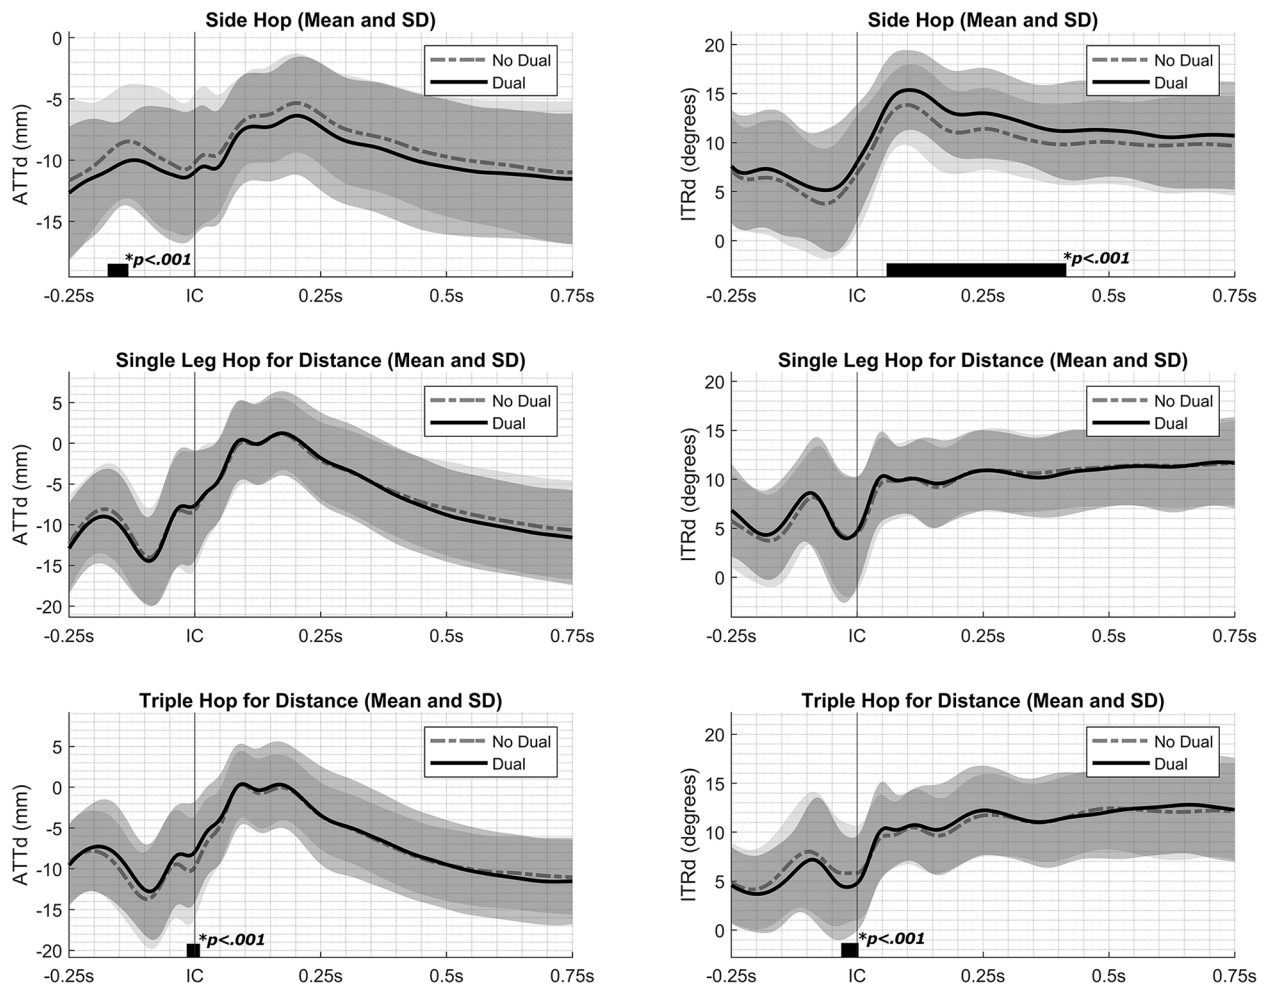 Side Hop (Mean and SD)
0
-5
-10
-15
ATTd (mm)
No Dual
Dual
*p<.001
-0.25s IC 0.25s 0.5s 0.75s
Side Hop (Mean and SD)
20
15
10
5
0
ITRd (degrees)
No Dual
Dual
*p<.001
-0.25s IC 0.25s 0.5s 0.75s
Single Leg Hop for Distance (Mean and SD)
5
0
-5
-10
-15
-20
ATTd (mm)
No Dual
Dual
-0.25s IC 0.25s 0.5s 0.75s
Single Leg Hop for Distance (Mean and SD)
20
15
10
5
0
ITRd (degrees)
No Dual
Dual
-0.25s IC 0.25s 0.5s 0.75s
Triple Hop for Distance (Mean and SD)
5
0
-5
-10
-15
-20
ATTd (mm)
No Dual
Dual
*p<.001
-0.25s IC 0.25s 0.5s 0.75s
Triple Hop for Distance (Mean and SD)
20
15
10
5
0
ITRd (degrees)
No Dual
Dual
*p<.001
-0.25s IC 0.25s 0.5s 0.75s